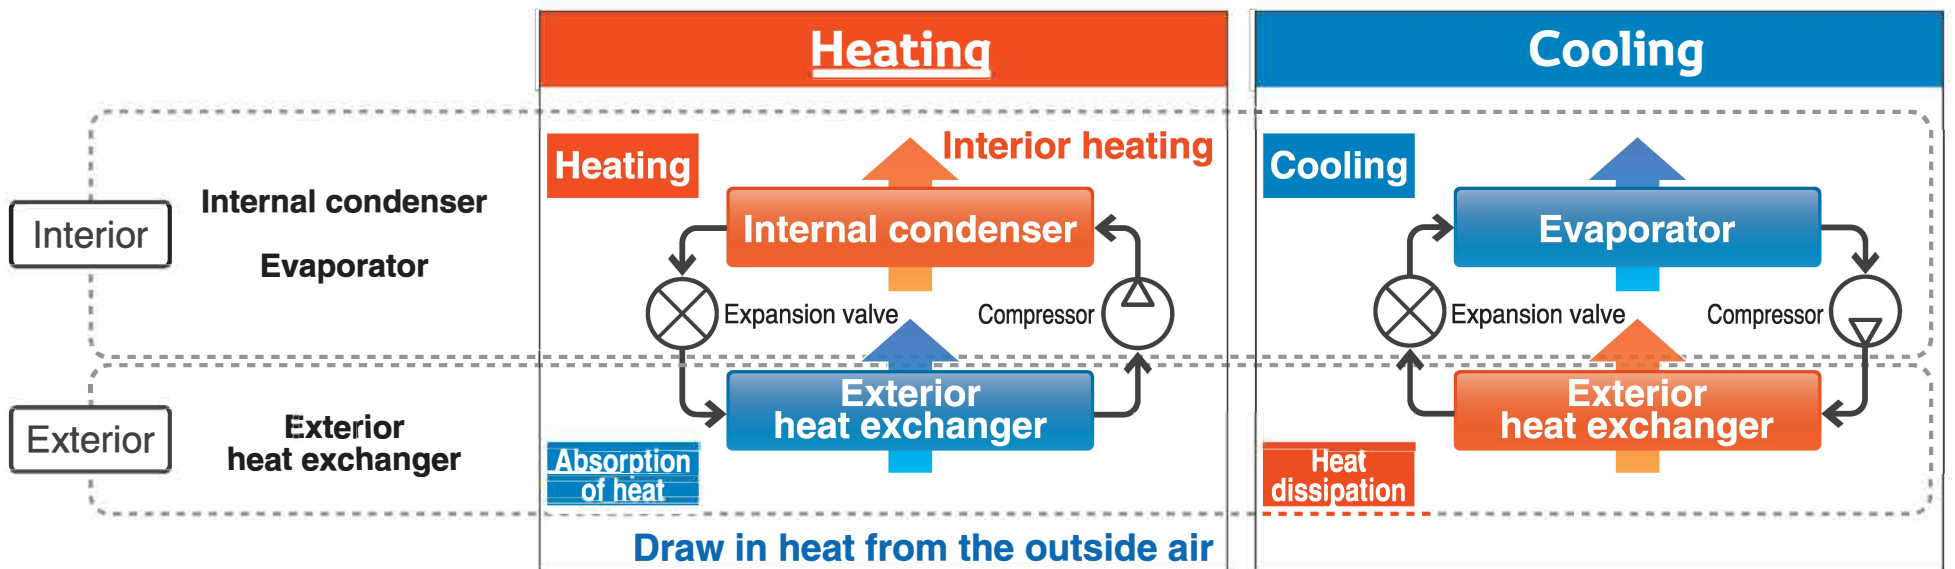 Heating
Cooling
Interior
Internal condenser
Evaporator
Heating
Interior heating
Internal condenser
Expansion valve
Compressor
Cooling
Evaporator
Expansion valve
Compressor
Exterior
Exterior
heat exchanger
Exterior
heat exchanger
Absorption
of heat
Draw in heat from the outside air
Exterior
heat exchanger
Heat
dissipation